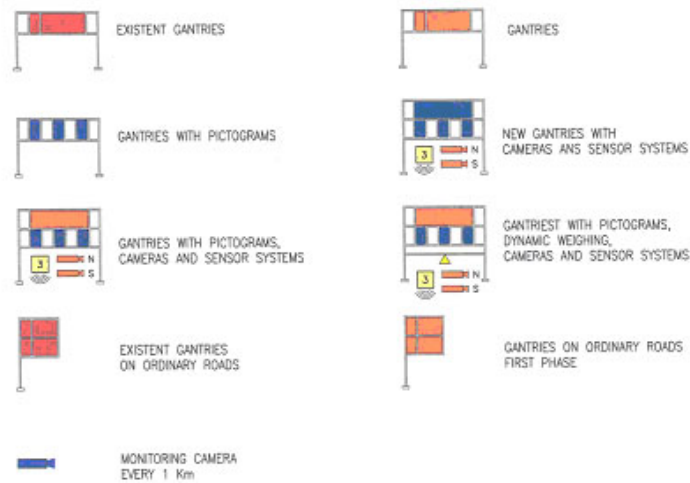 EXISTENT GANTRIES
GANTRIES
GANTRIES WITH PICTOGRAMS
NEW GANTRIES WITH
CAMERAS ANS SENSOR SYSTEMS
3 N
S
GANTRIES WITH PICTOGRAMS,
CAMERAS AND SENSOR SYSTEMS
3 N
S
GANTRIEST WITH PICTOGRAMS,
DYNAMIC WEIGHING,
CAMERAS AND SENSOR SYSTEMS
3 N
S
EXISTENT GANTRIES
ON ORDINARY ROADS
GANTRIES ON ORDINARY ROADS
FIRST PHASE
MONITORING CAMERA
EVERY 1 Km